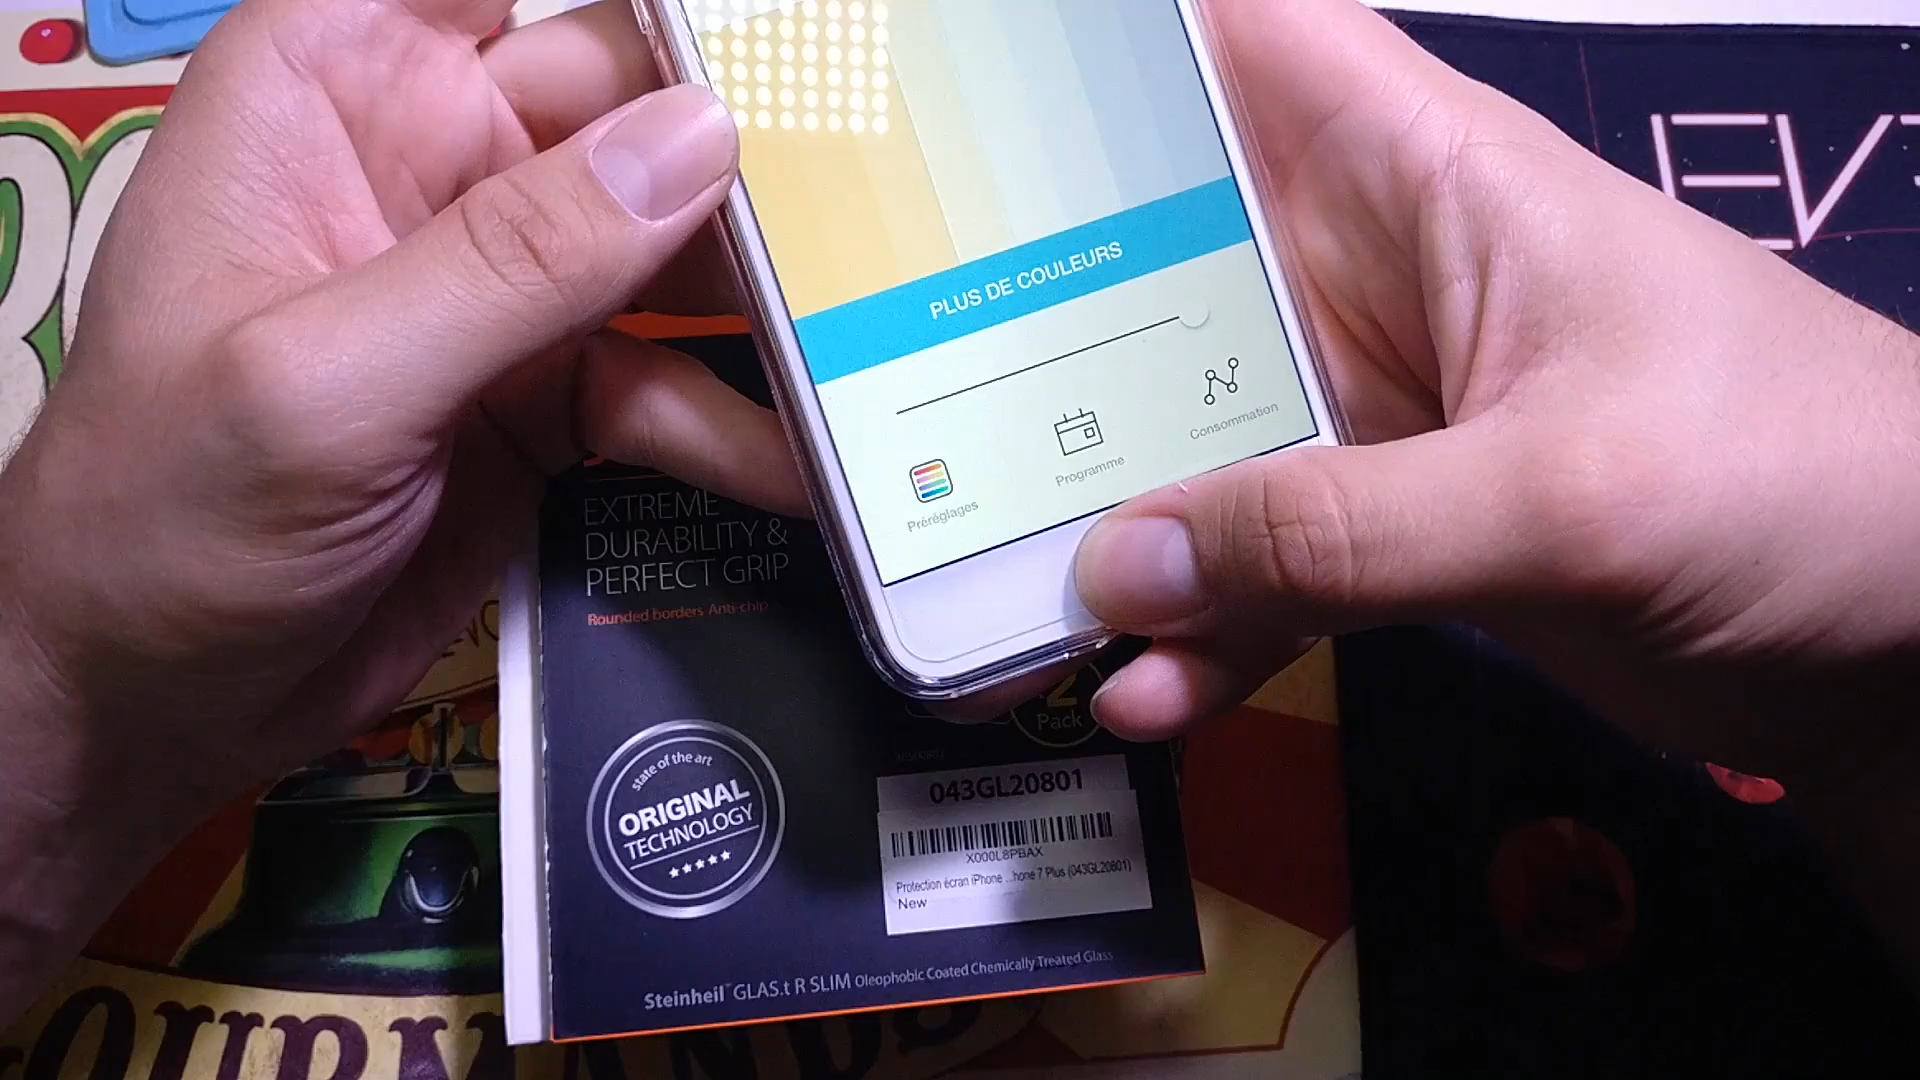 PLUS DE COULEURS
Préréglages
Programme
Consommation
EXTREME
DURABILITY &
PERFECT GRIP
Rounded borders Anti-chip
2
Pack
state of the art
ORIGINAL
TECHNOLOGY
043GL20801
X000L8PBAX
Protection écran iPhone ...hone 7 Plus (043GL20801)
New
Steinheil™ GLAS.t R SLIM Oleophobic Coated Chemically Treated Glass